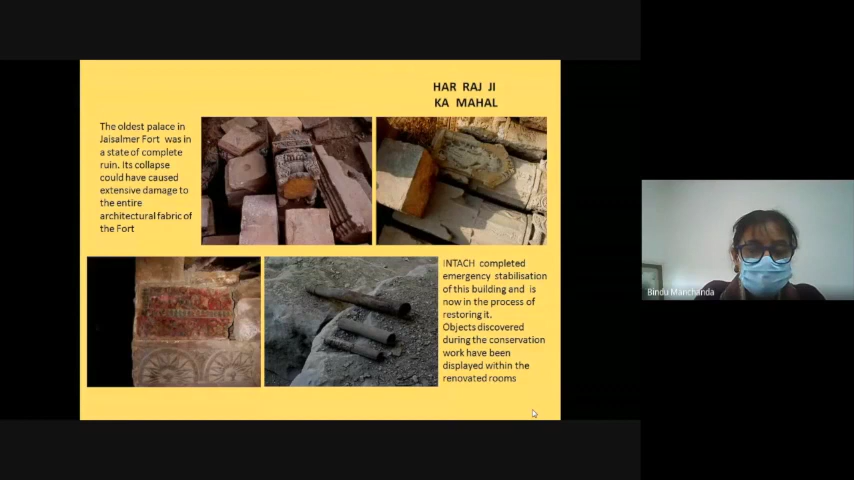 HAR RAJ JI
KA MAHAL
The oldest palace in
Jaisalmer Fort was in
a state of complete
ruin. Its collapse
could have caused
extensive damage to
the entire
architectural fabric of
the Fort
INTACH completed
emergency stabilisation
of this building and is
now in the process of
restoring it.
Objects discovered
during the conservation
work have been
displayed within the
renovated rooms
Bindu Manchanda